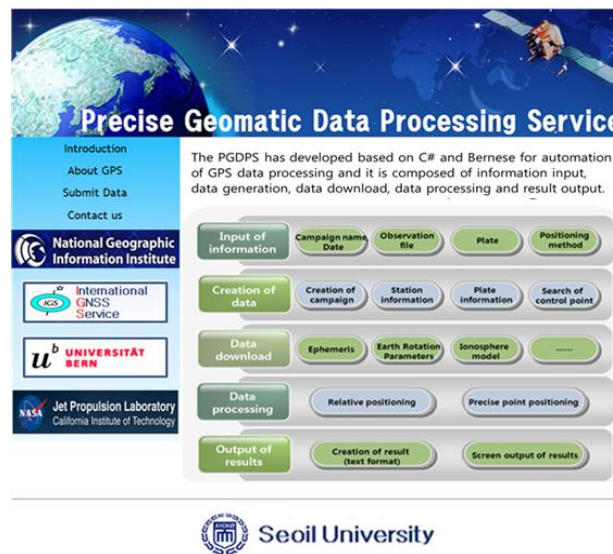 Precise Geomatic Data Processing Service
Introduction
About GPS
Submit Data
Contact us
National Geographic
Information Institute
International
GNSS
Service
IGS
u^b UNIVERSITÄT
BERN
NASA
Jet Propulsion Laboratory
California Institute of Technology
The PGDPS has developed based on C# and Bernese for automation
of GPS data processing and it is composed of information input,
data generation, data download, data processing and result output.
Input of
information
Campaign name,
Date
Observation
file
Plate
Positioning
method
Creation of
data
Creation of
campaign
Station
information
Plate
information
Search of
control point
Data
download
Ephemeris
Earth Rotation
Parameters
Ionosphere
model
......
Data
processing
Relative positioning
Precise point positioning
Output of
results
Creation of result
(text format)
Screen output of results
Seoil University